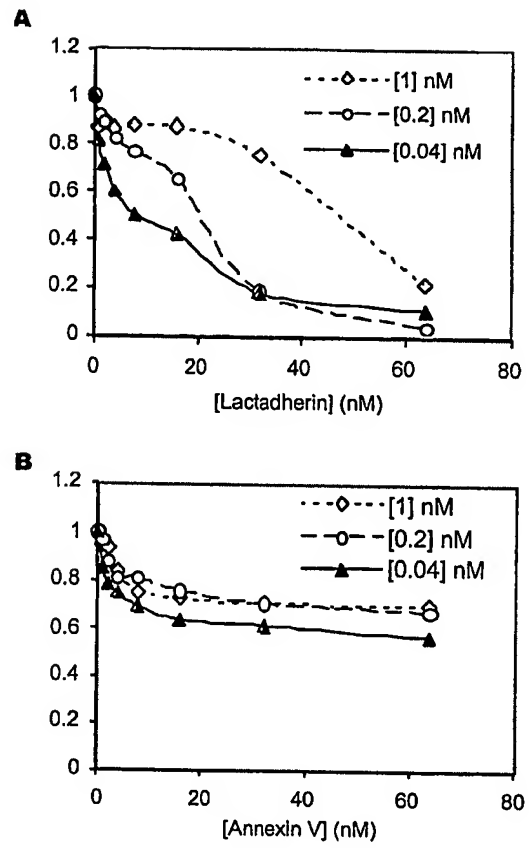 A
1.2
1
0.8
0.6
0.4
0.2
0
[1] nM
[0.2] nM
[0.04] nM
0 20 40 60 80
[Lactadherin] (nM)
B
1.2
1
0.8
0.6
0.4
0.2
0
[1] nM
[0.2] nM
[0.04] nM
0 20 40 60 80
[Annexin V] (nM)